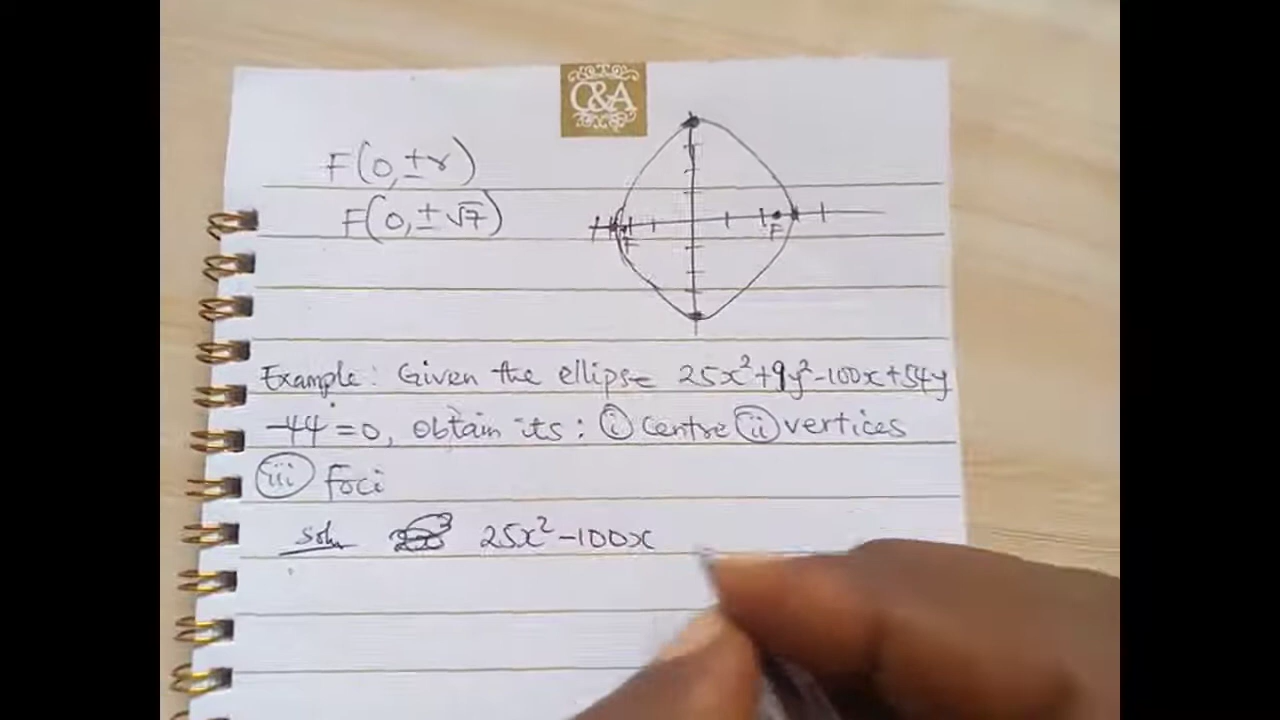 C&A
F(0, ±r)
F(0, ±√7)
F
F
Example: Given the ellipse 25x²+9y²-100x+54y
-44=0, obtain its: (i) centre (ii) vertices
(iii) foci
Soln 25x²-100x